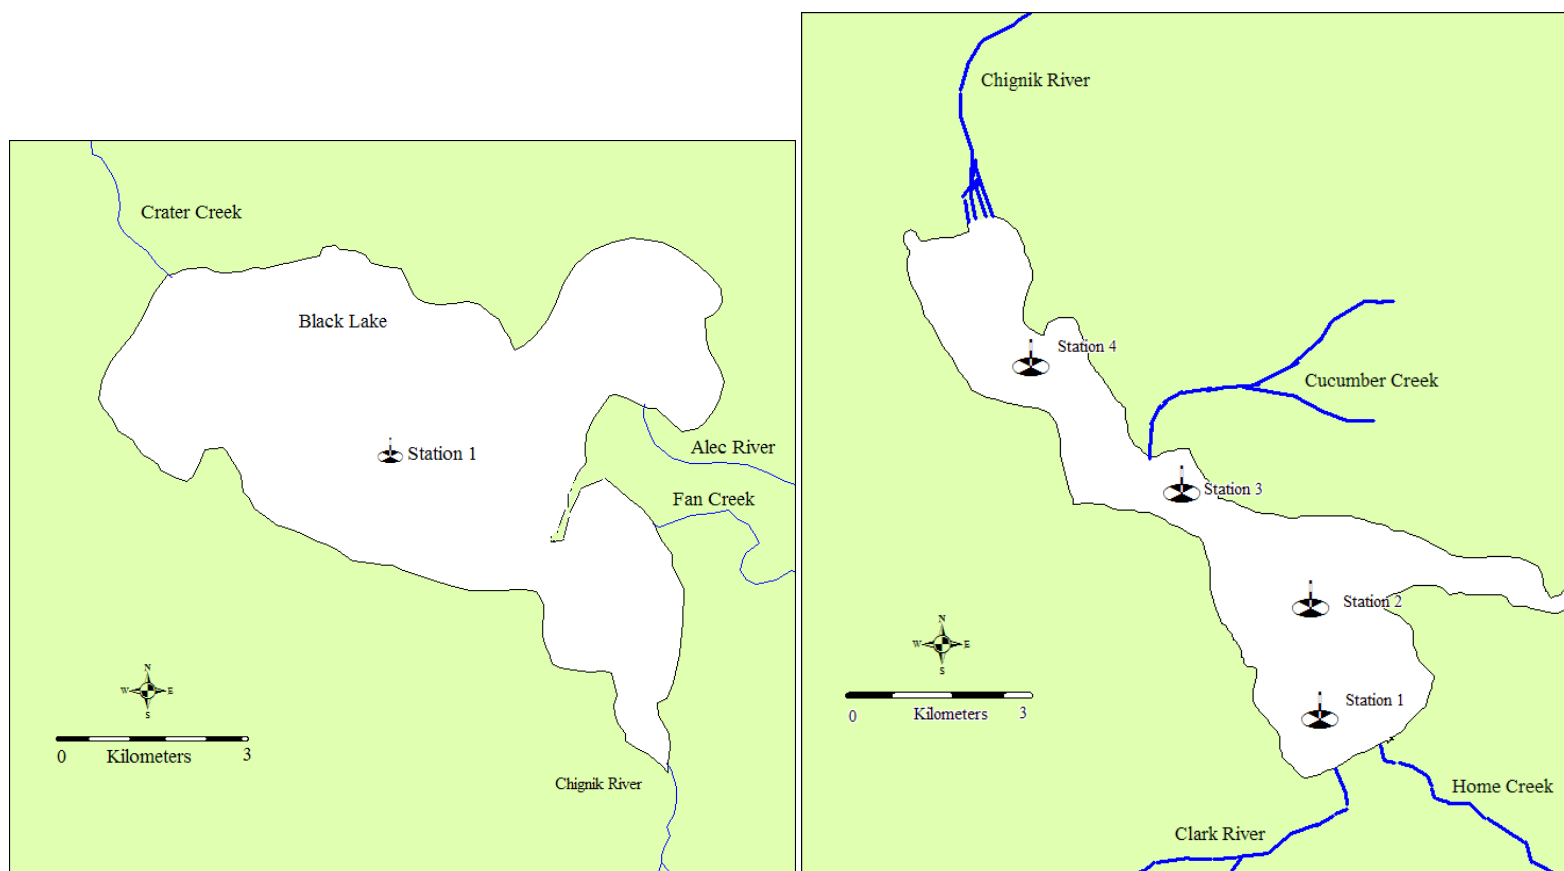 Crater Creek
Black Lake
Station 1
Alec River
Fan Creek
N
W E
S
0 Kilometers 3
Chignik River
Chignik River
Station 4
Cucumber Creek
Station 3
Station 2
N
W E
S
Station 1
0 Kilometers 3
Home Creek
Clark River